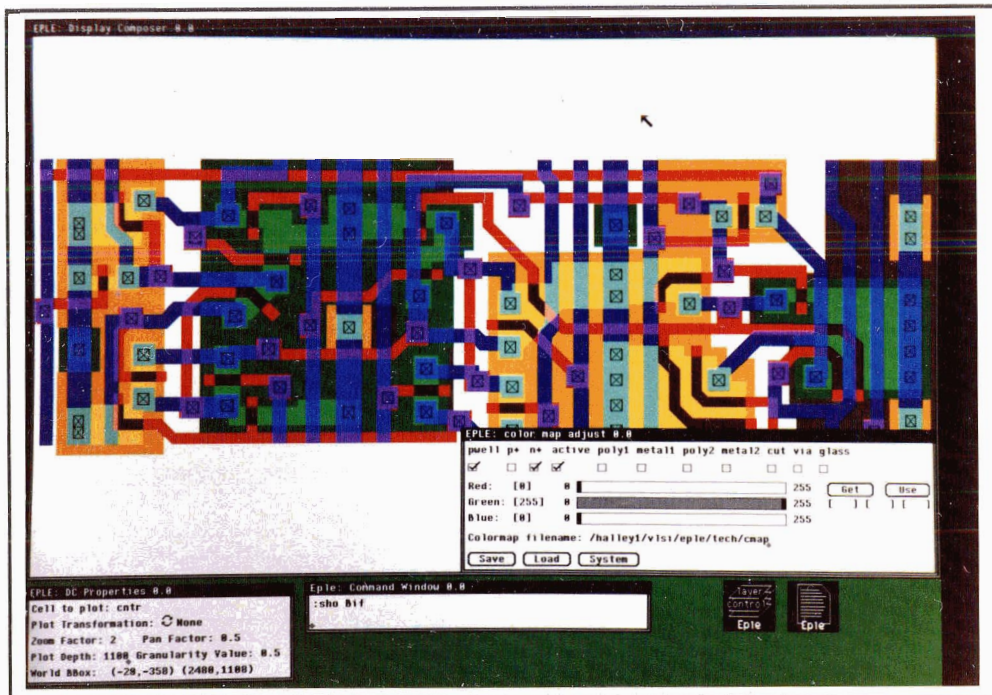 EPLE: Display Composer 0.0
EPLE: color map adjust 0.0
pwell p+ n+ active poly1 metal1 poly2 metal2 cut via glass
Red: [0] 0 255 Get Use
Green: [255] 0 255 [ ] [ ] [ ]
Blue: [0] 0 255
Colormap filename: /halley1/vlsi/eple/tech/cmap
Save Load System
EPLE: DC Properties 0.0
Cell to plot: cntr
Plot Transformation: None
Zoom Factor: 2 Pan Factor: 0.5
Plot Depth: 1100 Granularity Value: 0.5
World BBox: (-20,-350) (2480,1108)
Eple: Command Window 0.0
:sho Bif
layer
control
Eple
Eple